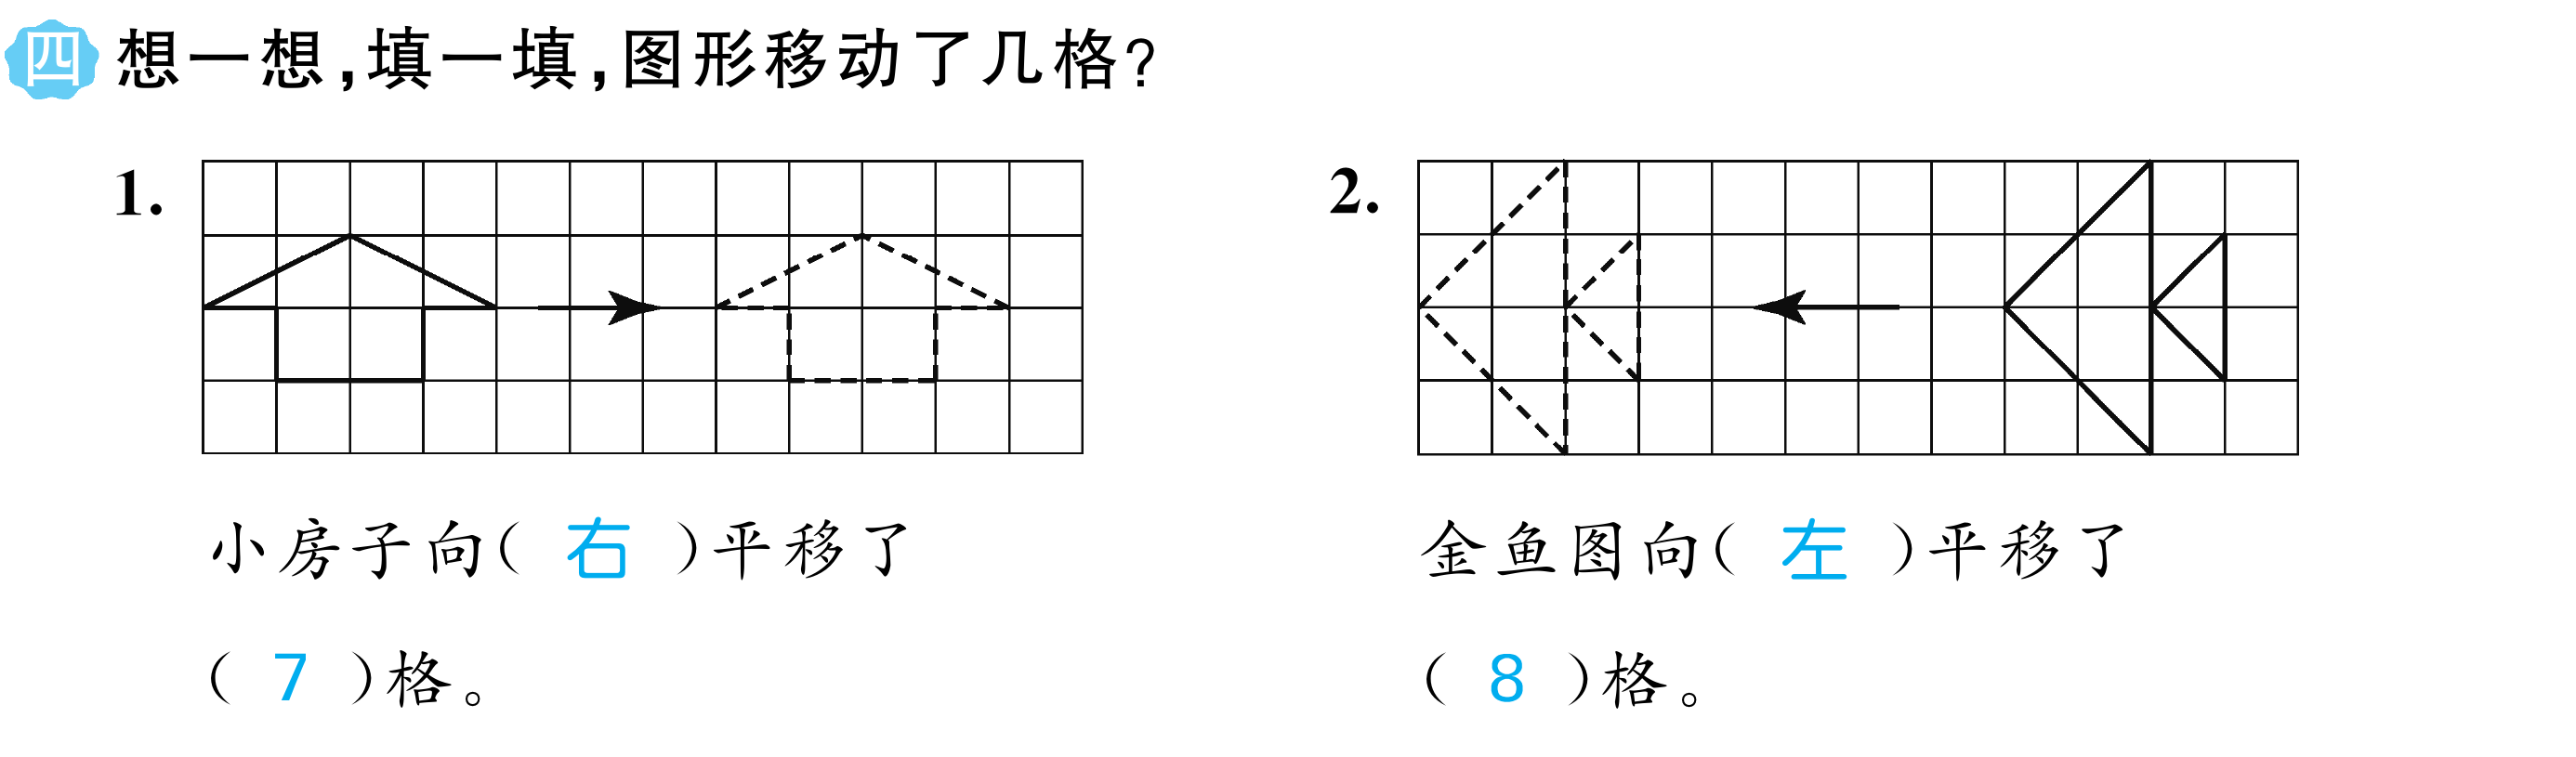 四 想一想,填一填,图形移动了几格?
1.
2.
小房子向( 右 )平移了
( 7 )格。
金鱼图向( 左 )平移了
( 8 )格。